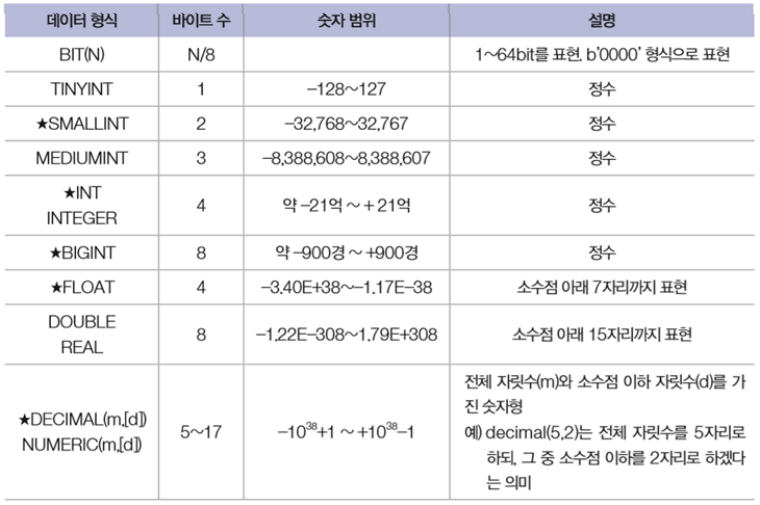 데이터 형식 바이트 수 숫자 범위 설명
BIT(N) N/8 1~64bit를 표현. b'0000' 형식으로 표현
TINYINT 1 -128~127 정수
★SMALLINT 2 -32,768~32,767 정수
MEDIUMINT 3 -8,388,608~8,388,607 정수
★INT
INTEGER 4 약 -21억 ~ + 21억 정수
★BIGINT 8 약 -900경 ~ +900경 정수
★FLOAT 4 -3.40E+38~-1.17E-38 소수점 아래 7자리까지 표현
DOUBLE
REAL 8 -1.22E-308~1.79E+308 소수점 아래 15자리까지 표현
★DECIMAL(m,[d])
NUMERIC(m,[d]) 5~17 -10³⁸+1 ~ +10³⁸-1
전체 자릿수(m)와 소수점 이하 자릿수(d)를 가
진 숫자형
예) decimal(5,2)는 전체 자릿수를 5자리로
하되, 그 중 소수점 이하를 2자리로 하겠다
는 의미